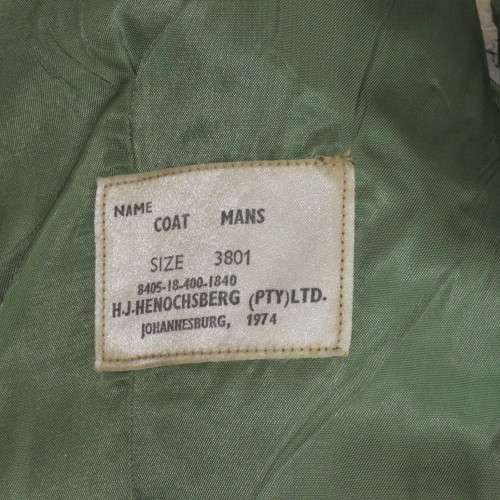 NAME
COAT MANS
SIZE 3801
8405-18-400-1840
H.J.HENOCHSBERG (PTY)LTD.
JOHANNESBURG, 1974